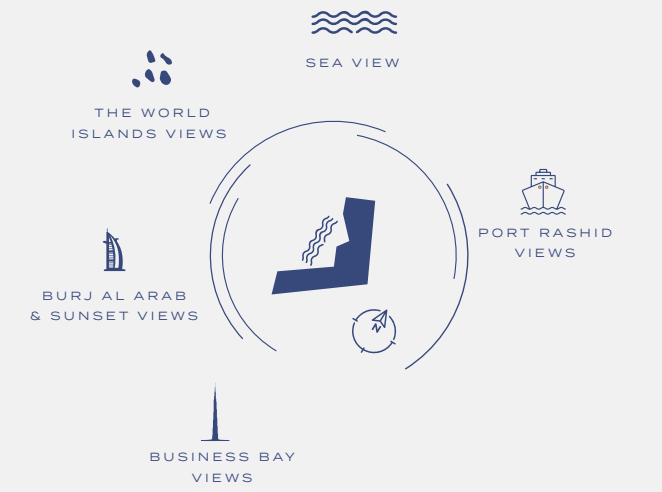 SEA VIEW
THE WORLD
ISLANDS VIEWS
PORT RASHID
VIEWS
BURJ AL ARAB
& SUNSET VIEWS
N
BUSINESS BAY
VIEWS